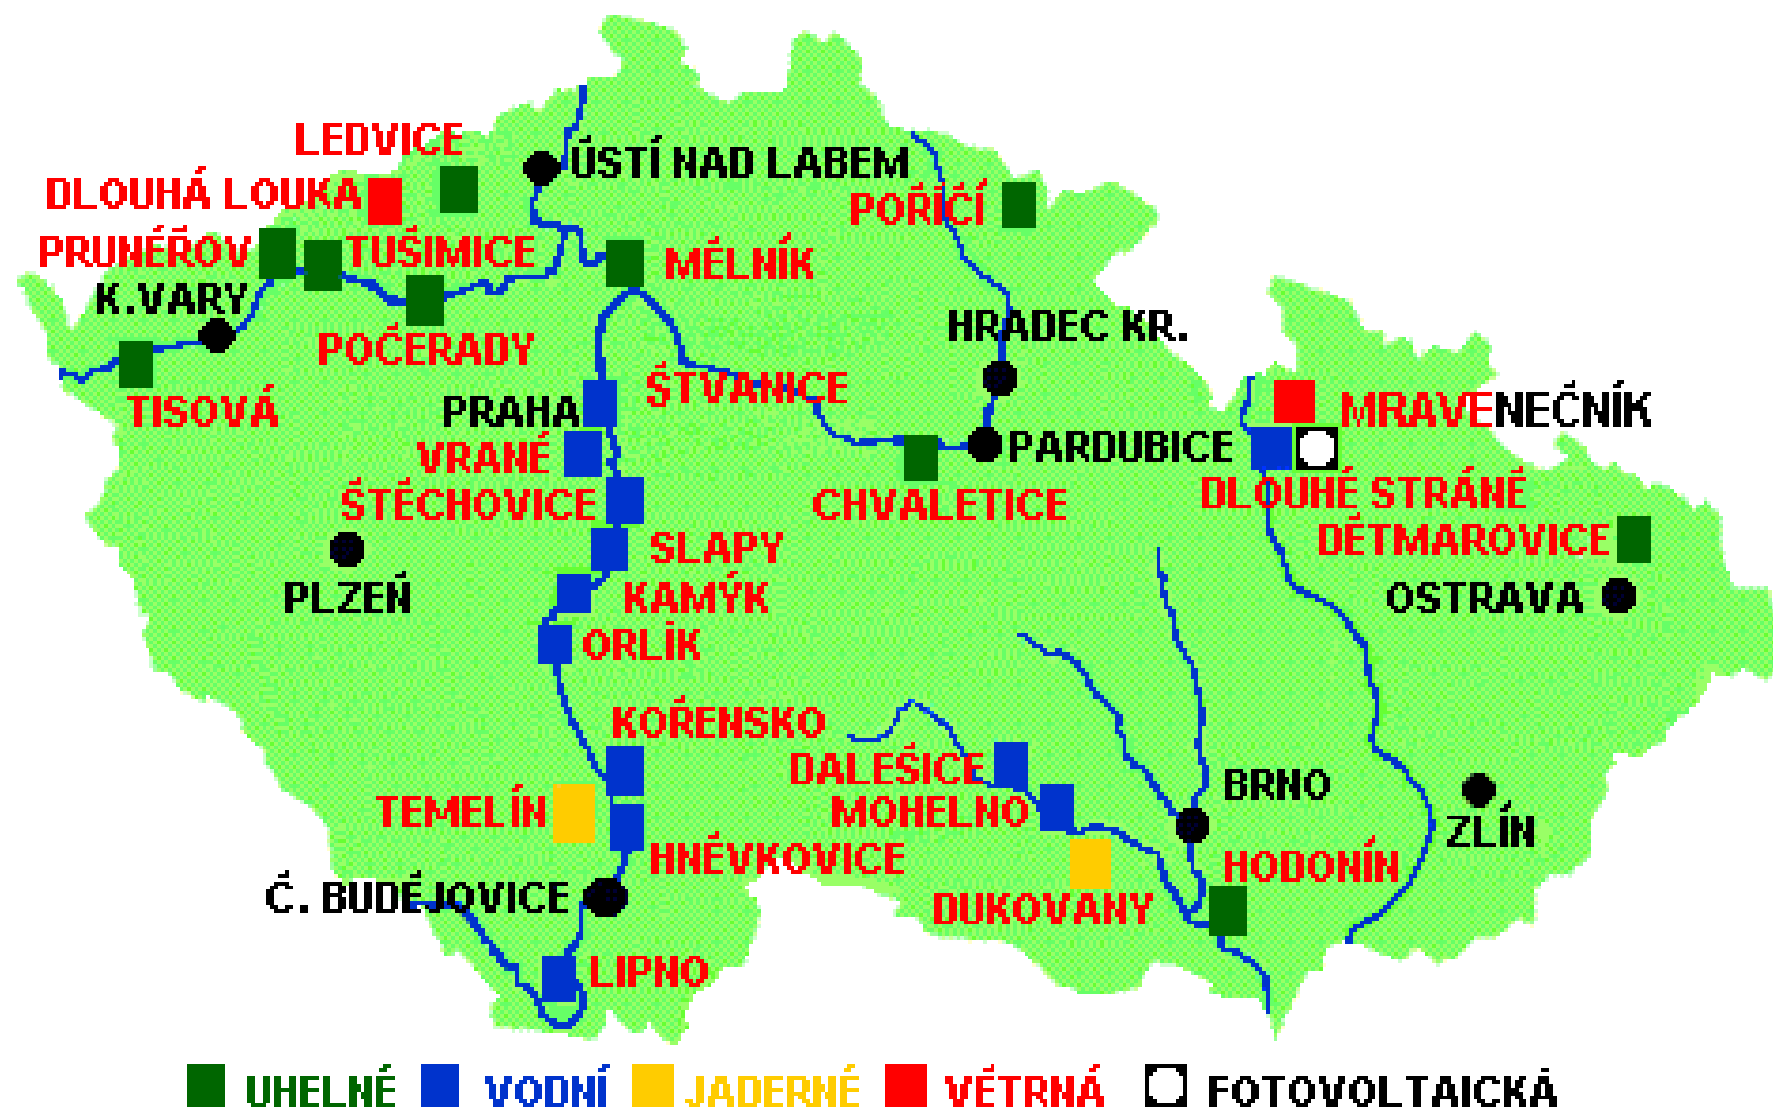 LEDVICE
ÚSTÍ NAD LABEM
DLOUHÁ LOUKA
POŘÍČÍ
PRUNÉŘOV
TUŠIMICE
MĚLNÍK
K.VARY
HRADEC KR.
POČERADY
ŠTVANICE
TISOVÁ
PRAHA
MRAVENEČNÍK
VRANÉ
PARDUBICE
ŠTĚCHOVICE
CHVALETICE
DLOUHÉ STRÁNĚ
SLAPY
DĚTMAROVICE
PLZEŇ
KAMÝK
OSTRAVA
ORLÍK
KOŘENSKO
DALEŠICE
BRNO
TEMELÍN
MOHELNO
ZLÍN
HNĚVKOVICE
HODONÍN
Č. BUDĚJOVICE
DUKOVANY
LIPNO
UHELNÉ VODNÍ JADERNÉ VĚTRNÁ FOTOVOLTAICKÁ